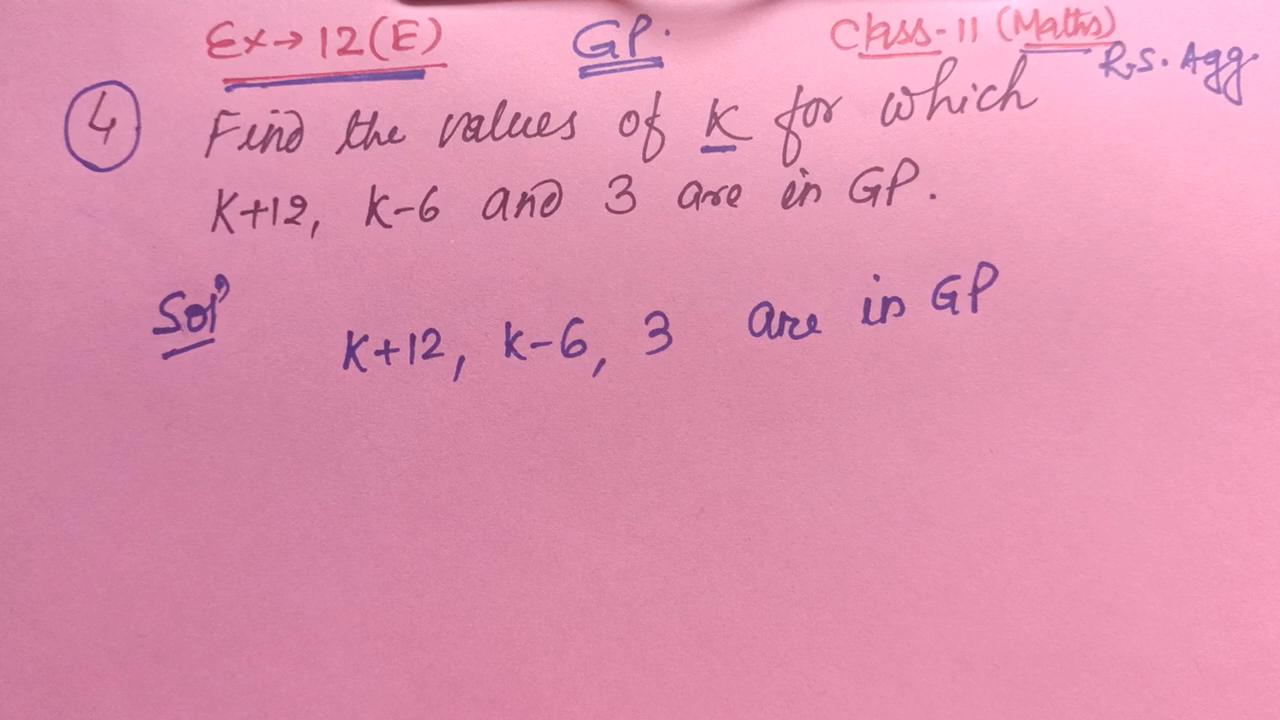 Ex→12(E) GP. Class-11 (Maths)
R.S. Agg.
4 Find the values of K for which
K+12, K-6 and 3 are in GP.
Sol' K+12, K-6, 3 are in GP